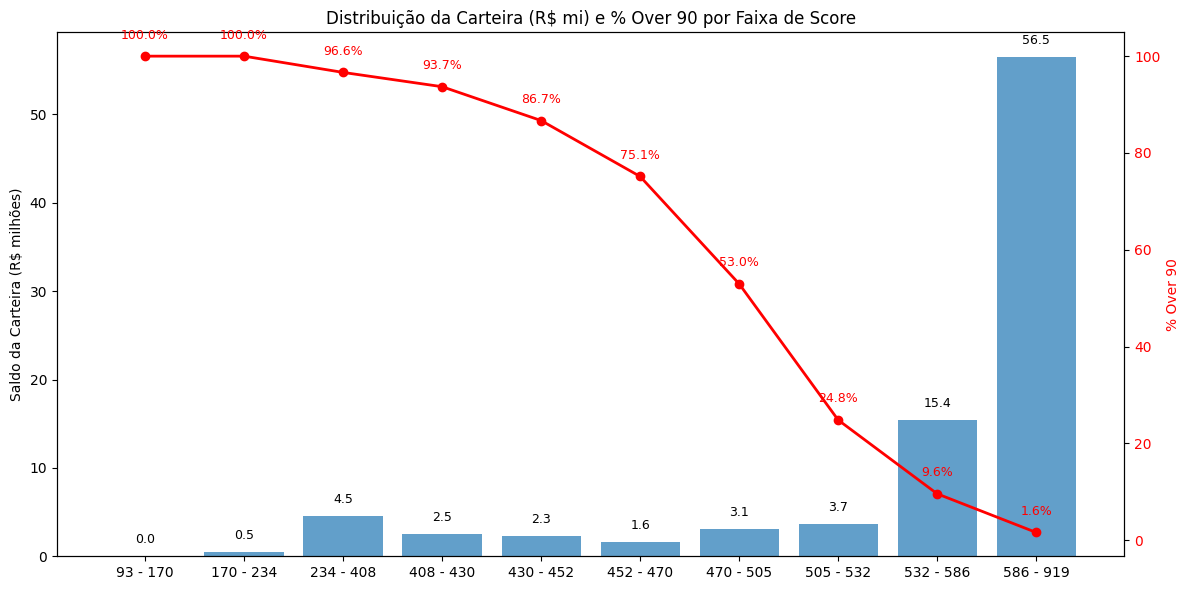 Distribuição da Carteira (R$ mi) e % Over 90 por Faixa de Score
Saldo da Carteira (R$ milhões)
50
40
30
20
10
0
100.0%
100.0%
96.6%
93.7%
86.7%
75.1%
53.0%
24.8%
9.6%
1.6%
0.0
0.5
4.5
2.5
2.3
1.6
3.1
3.7
15.4
56.5
100
80
60
40
20
0
% Over 90
93 - 170
170 - 234
234 - 408
408 - 430
430 - 452
452 - 470
470 - 505
505 - 532
532 - 586
586 - 919